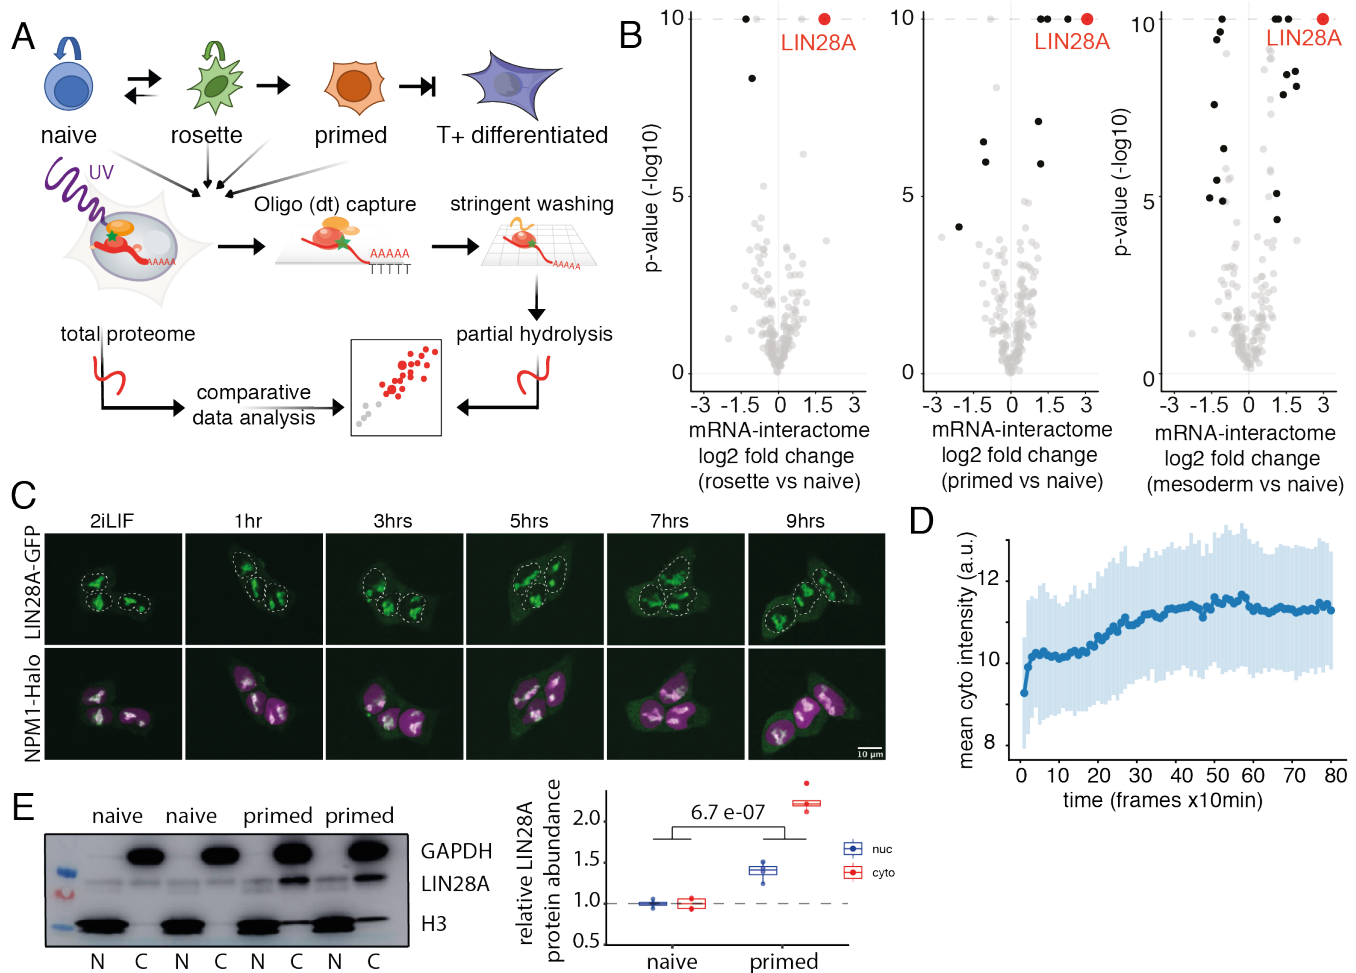 A
naive
rosette
primed
T+ differentiated
UV
Oligo (dt) capture
stringent washing
AAAAA
AAAAA
TTTTT
AAAAA
total proteome
partial hydrolysis
comparative
data analysis
B
p-value (-log10)
10
5
0
LIN28A
-3 -1.5 0 1.5 3
mRNA-interactome
log2 fold change
(rosette vs naive)
p-value (-log10)
10
5
0
LIN28A
-3 -1.5 0 1.5 3
mRNA-interactome
log2 fold change
(primed vs naive)
p-value (-log10)
10
5
0
LIN28A
-3 -1.5 0 1.5 3
mRNA-interactome
log2 fold change
(mesoderm vs naive)
C
2iLIF 1hr 3hrs 5hrs 7hrs 9hrs
LIN28A-GFP
NPM1-Halo
10 µm
D
mean cyto intensity (a.u.)
12
10
8
0 10 20 30 40 50 60 70 80
time (frames x10min)
E
naive naive primed primed
GAPDH
LIN28A
H3
N C N C N C N C
relative LIN28A
protein abundance
2.0
1.5
1.0
0.5
6.7 e-07
nuc
cyto
naive primed